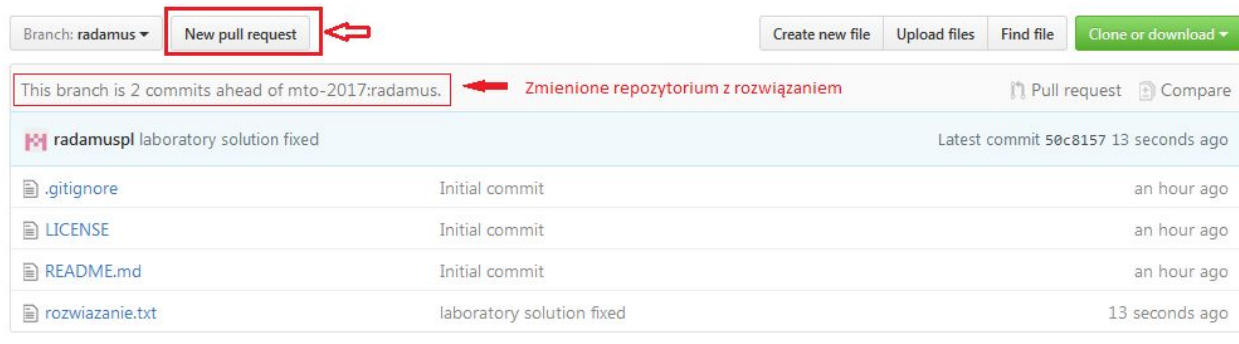 Branch: radamus New pull request Create new file Upload files Find file Clone or download
This branch is 2 commits ahead of mto-2017:radamus. Zmienione repozytorium z rozwiązaniem Pull request Compare
radamuspl laboratory solution fixed Latest commit 50c8157 13 seconds ago
.gitignore Initial commit an hour ago
LICENSE Initial commit an hour ago
README.md Initial commit an hour ago
rozwiazanie.txt laboratory solution fixed 13 seconds ago